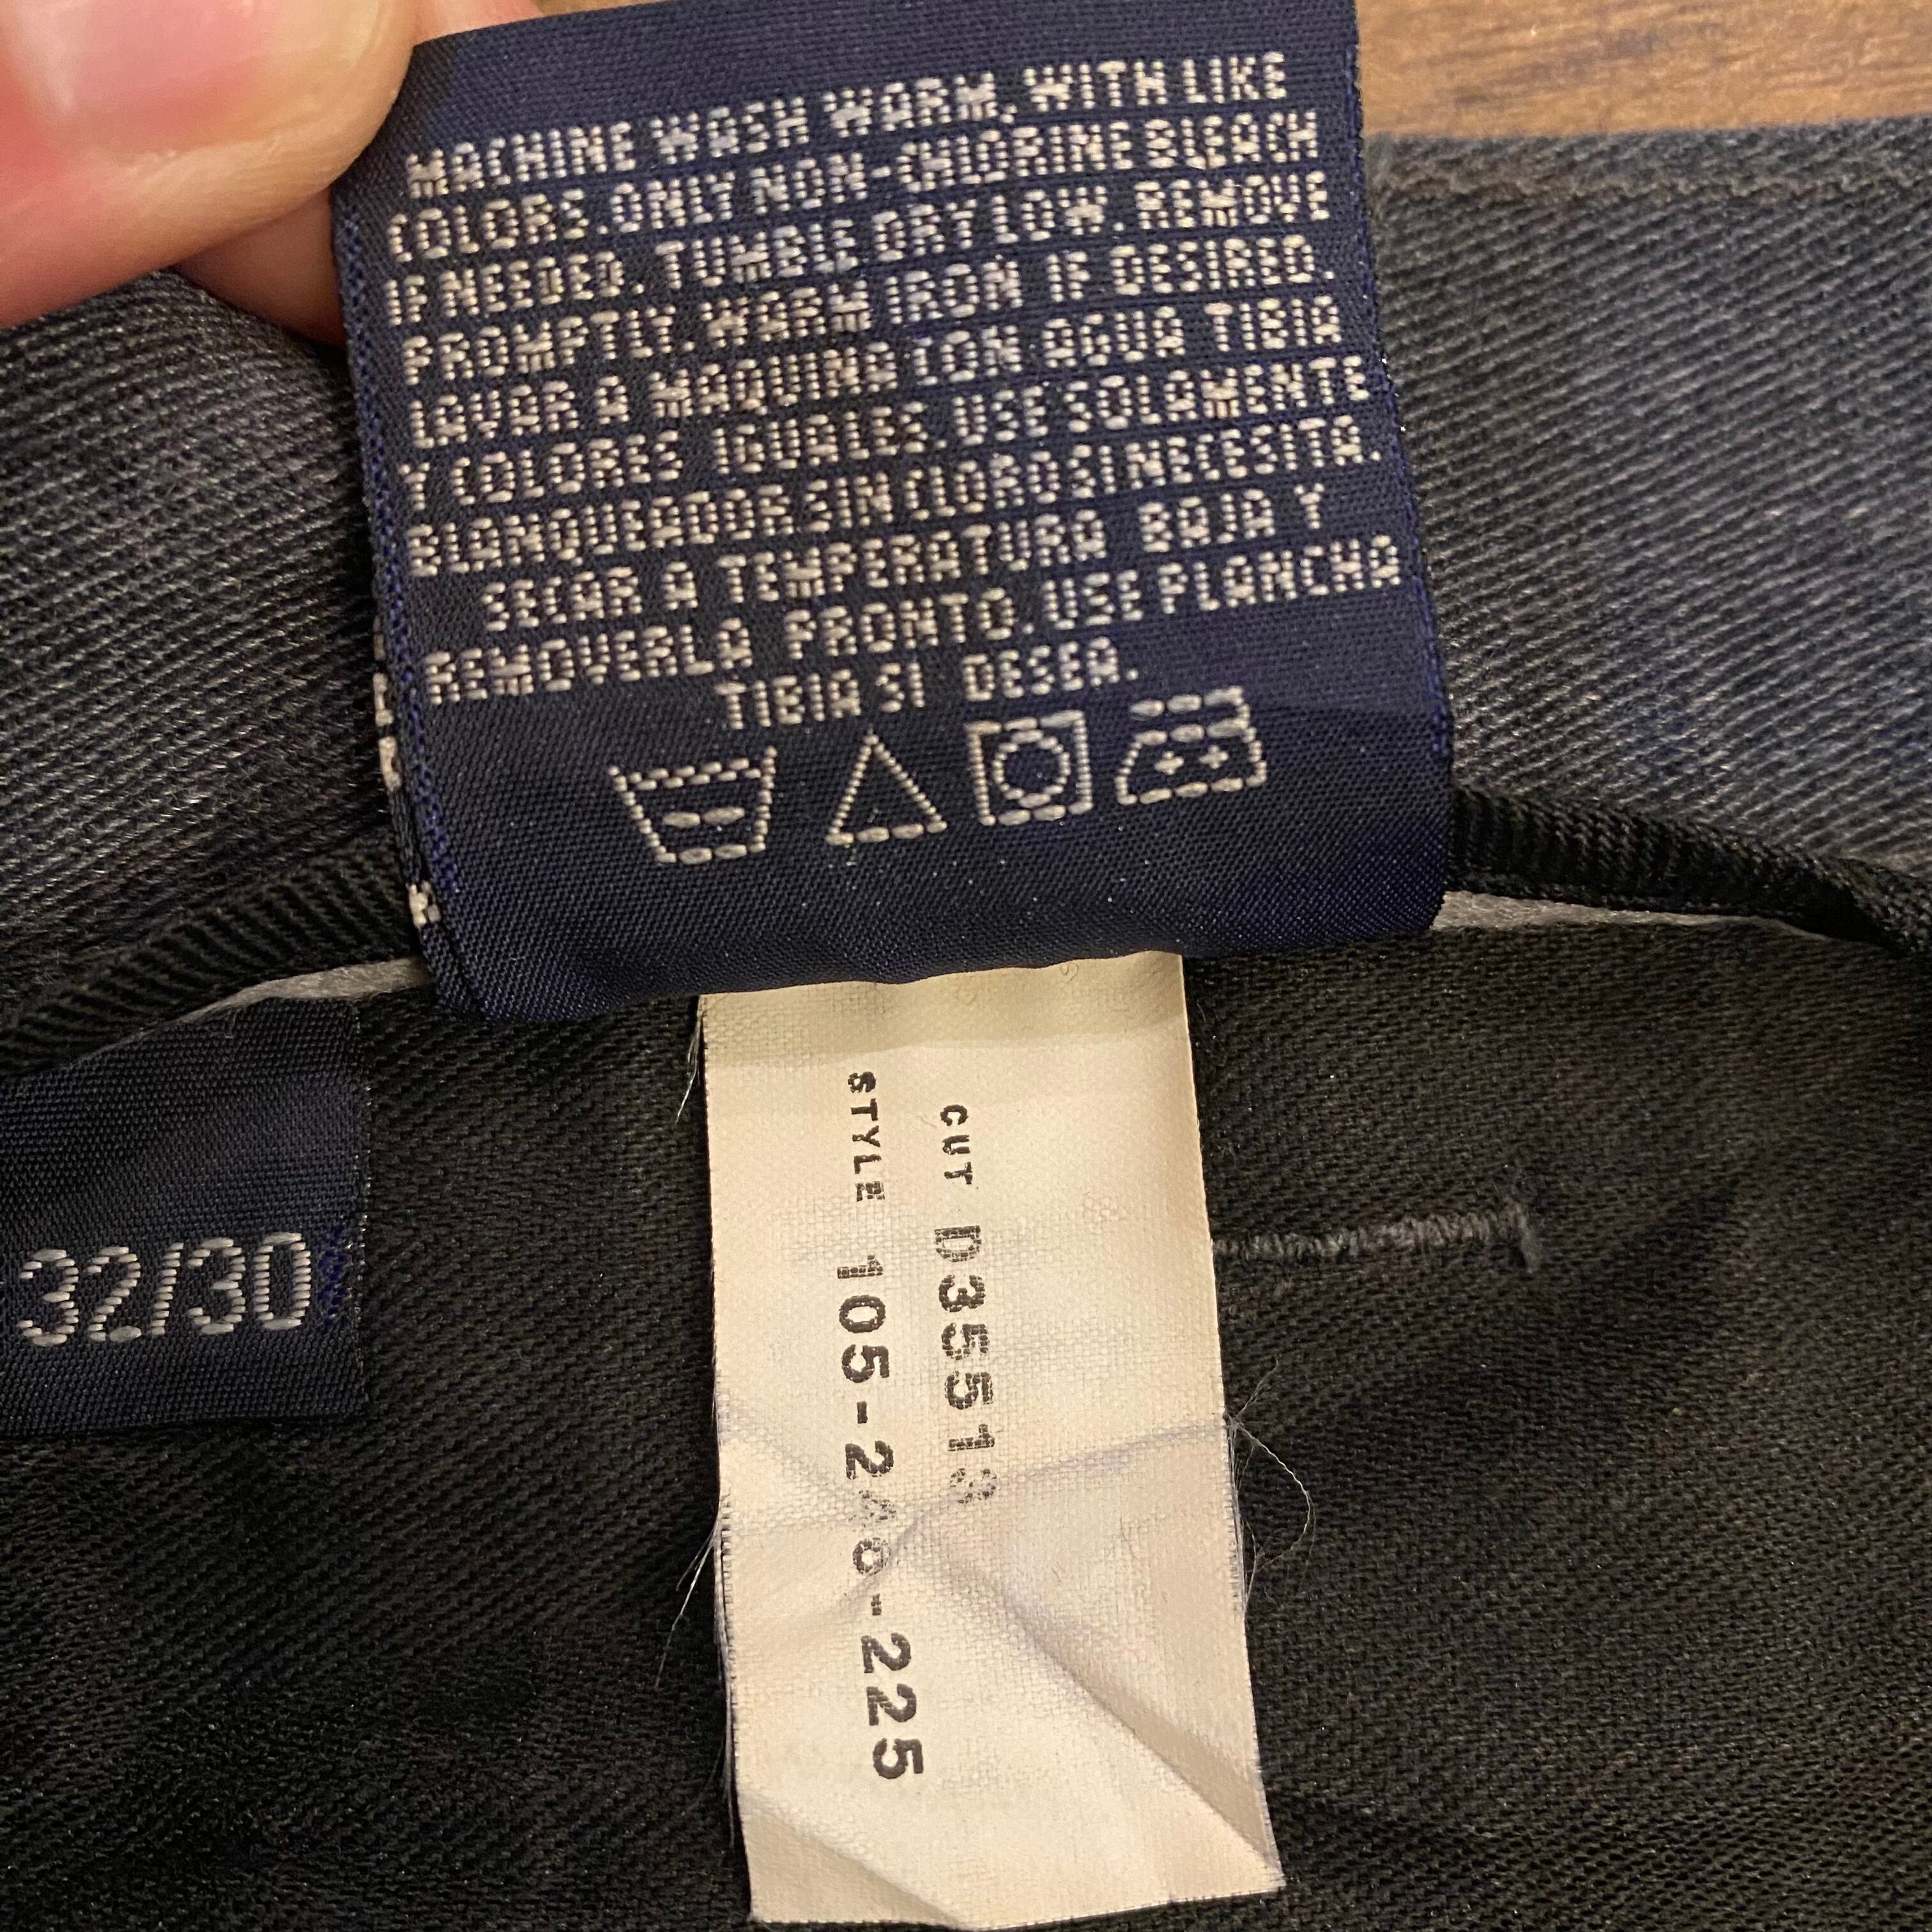 MACHINE WASH WARM, WITH LIKE
COLORS. ONLY NON-CHLORINE BLEACH
IF NEEDED. TUMBLE DRY LOW. REMOVE
PROMPTLY. WARM IRON IF DESIRED.
LAVAR A MAQUINA CON AGUA TIBIA
Y COLORES IGUALES. USE SOLAMENTE
BLANQUEADOR SIN CLORO SI NECESITA.
SECAR A TEMPERATURA BAJA Y
REMOVERLA PRONTO. USE PLANCHA
TIBIA SI DESEA.
32/30
CUT
STYLE